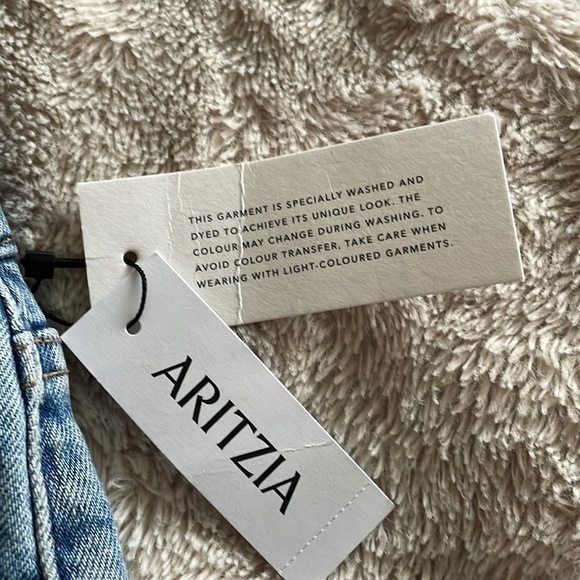 THIS GARMENT IS SPECIALLY WASHED AND
DYED TO ACHIEVE ITS UNIQUE LOOK. THE
COLOUR MAY CHANGE DURING WASHING. TO
AVOID COLOUR TRANSFER, TAKE CARE WHEN
WEARING WITH LIGHT-COLOURED GARMENTS.
ARITZIA